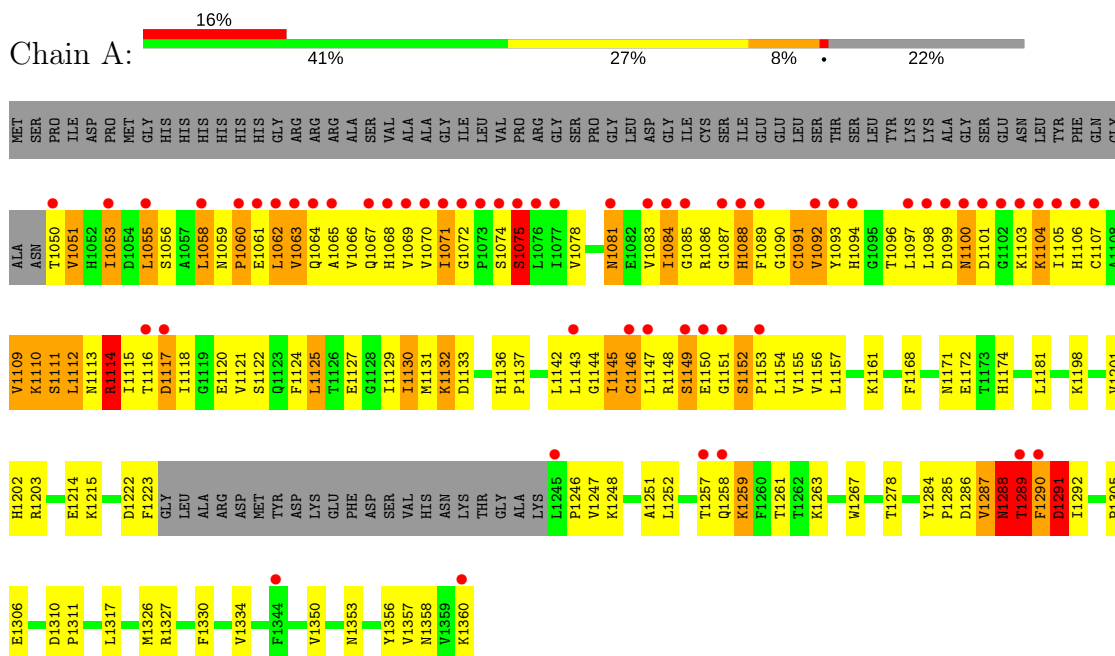 Chain A:
16%
41% 27% 8% • 22%
MET SER PRO ILE ASP PRO MET GLY HIS HIS HIS HIS HIS HIS GLY ARG ARG ARG ALA SER VAL ALA ALA GLY ILE LEU VAL PRO ARG GLY SER PRO GLY LEU ASP GLY ILE CYS SER ILE GLU GLU LEU SER THR SER LEU TYR LYS LYS ALA GLY SER GLU ASN LEU TYR PHE GLN GLY
ALA ASN T1050 V1051 H1052 I1053 D1054 L1055 S1056 A1057 L1058 N1059 P1060 E1061 L1062 V1063 Q1064 A1065 V1066 Q1067 H1068 V1069 V1070 I1071 G1072 P1073 S1074 S1075 L1076 I1077 V1078 N1081 E1082 V1083 I1084 G1085 R1086 G1087 H1088 F1089 G1090 C1091 V1092 Y1093 H1094 G1095 T1096 L1097 L1098 D1099 N1100 D1101 G1102 K1103 K1104 I1105 H1106 C1107 A1108
V1109 K1110 S1111 L1112 N1113 R1114 I1115 T1116 D1117 I1118 G1119 E1120 V1121 S1122 Q1123 F1124 L1125 T1126 E1127 G1128 I1129 I1130 M1131 K1132 D1133 H1136 P1137 L1142 L1143 G1144 I1145 C1146 L1147 R1148 S1149 E1150 G1151 S1152 P1153 L1154 V1155 V1156 L1157 K1161 F1168 N1171 E1172 T1173 H1174 L1181 K1198 V1201
H1202 R1203 E1214 K1215 D1222 F1223 GLY LEU ALA ARG ASP MET TYR ASP LYS GLU PHE ASP SER VAL HIS ASN LYS THR GLY ALA LYS L1245 P1246 V1247 K1248 A1251 L1252 T1257 Q1258 K1259 F1260 T1261 T1262 K1263 W1267 T1278 Y1284 P1285 D1286 V1287 N1288 T1289 F1290 D1291 I1292
E1306 D1310 P1311 L1317 M1326 R1327 F1330 V1334 F1344 V1350 N1353 Y1356 V1357 N1358 V1359 K1360